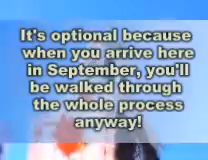 It's optional because
when you arrive here
in September, you'll
be walked through
the whole process
anyway!